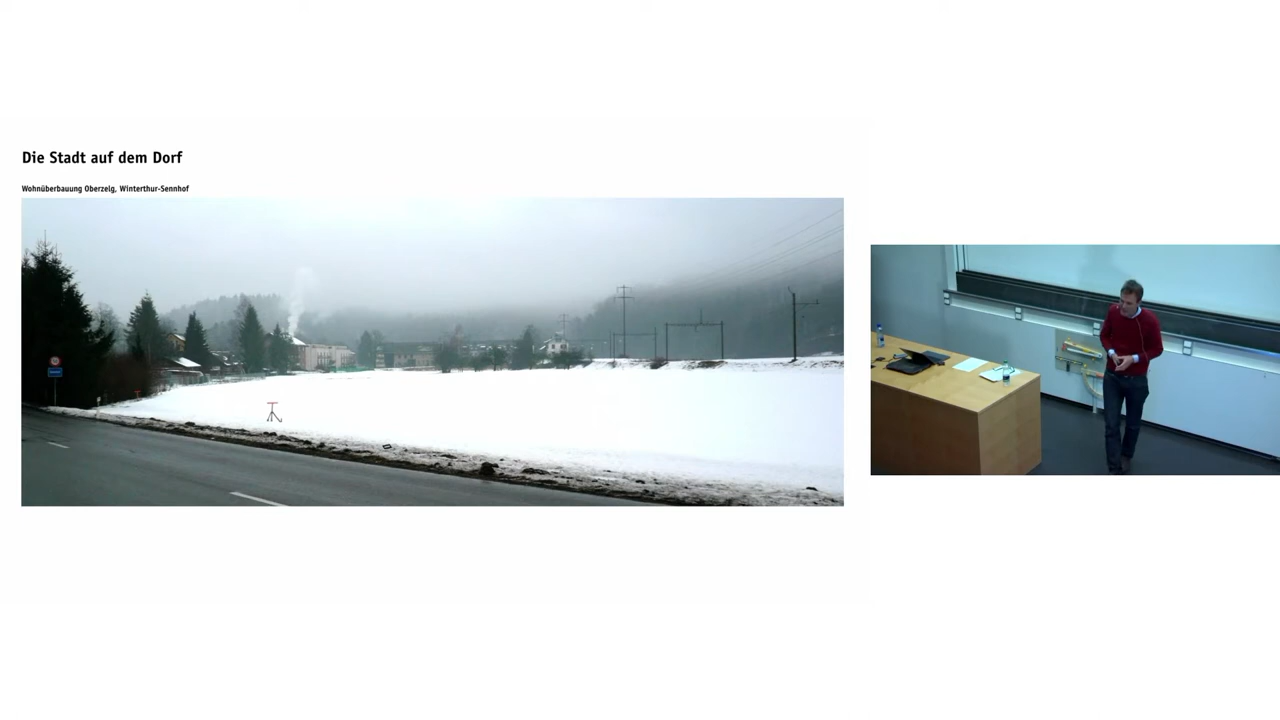 Die Stadt auf dem Dorf
Wohnüberbauung Oberzelg, Winterthur-Sennhof